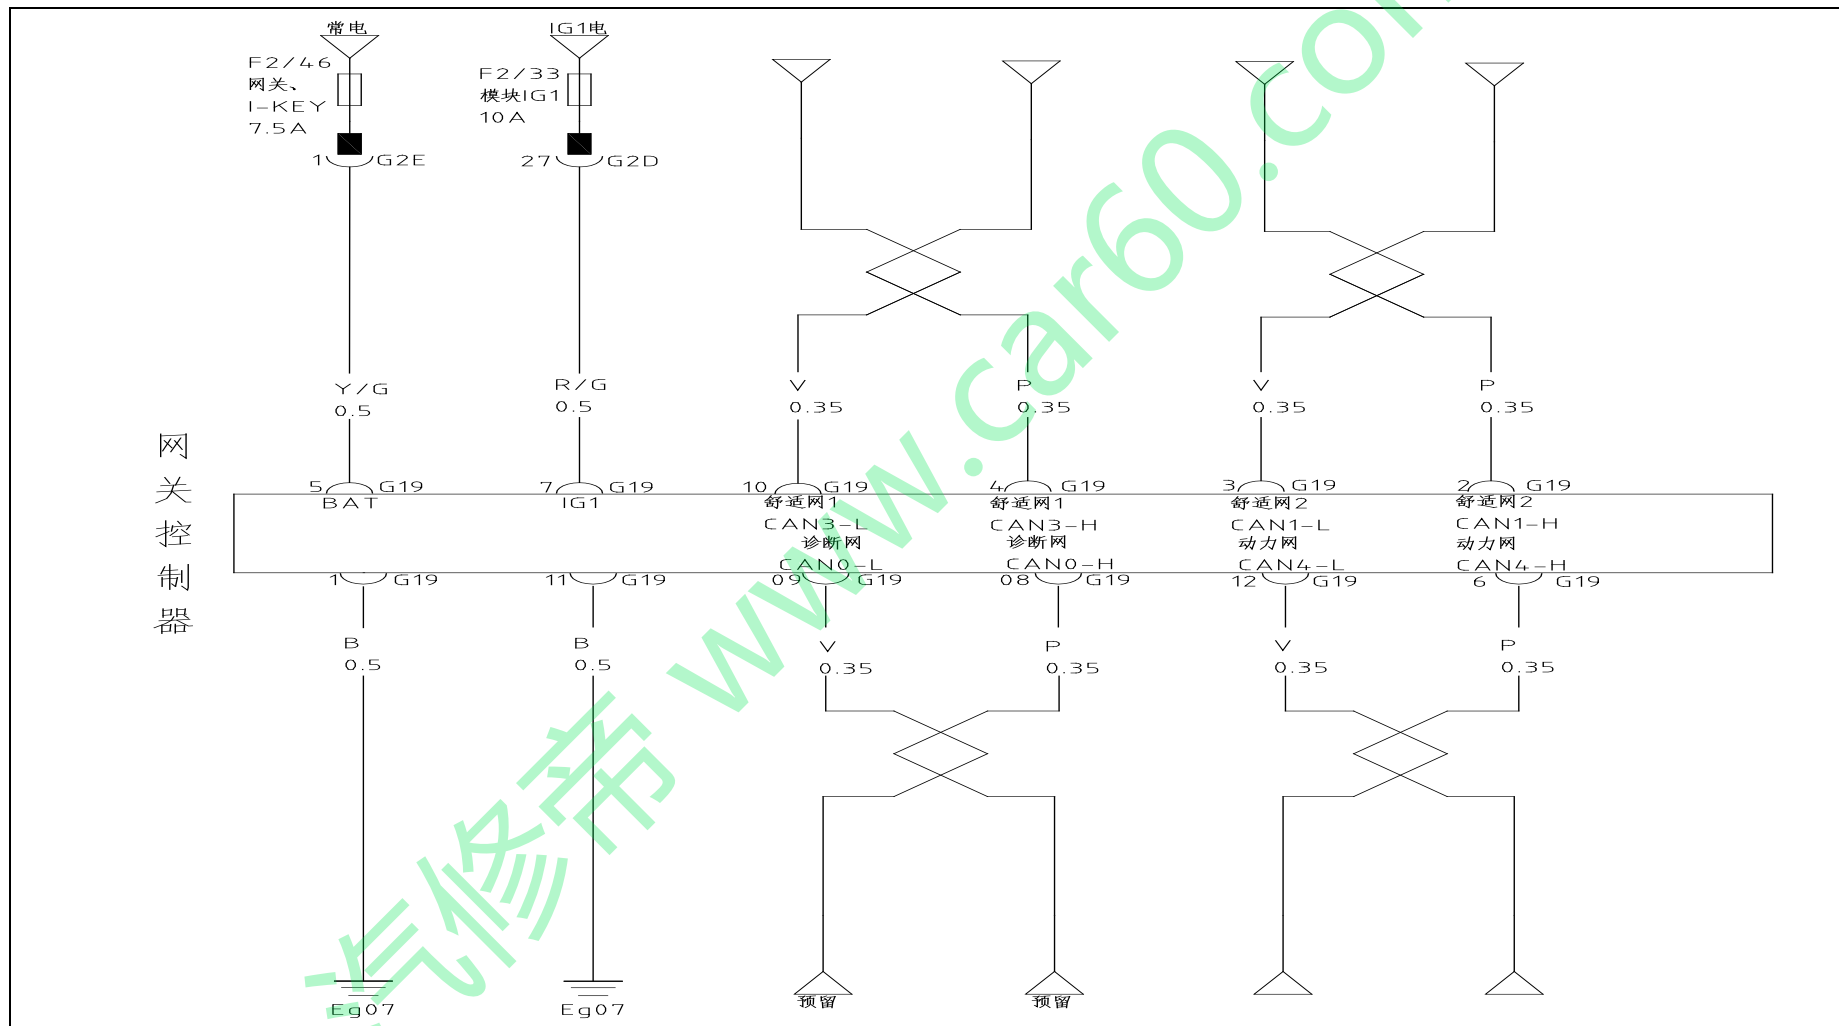 常电
IG1电
F2/46
网关、
I-KEY
7.5A
F2/33
模块IG1
10A
1 G2E
27 G2D
Y/G
0.5
R/G
0.5
V
0.35
P
0.35
V
0.35
P
0.35
网关控制器
5 G19
7 G19
10 G19
4 G19
3 G19
2 G19
BAT
IG1
舒适网1
CAN3-L
舒适网1
CAN3-H
舒适网2
CAN1-L
舒适网2
CAN1-H
诊断网
CAN0-L
诊断网
CAN0-H
动力网
CAN4-L
动力网
CAN4-H
1 G19
11 G19
09 G19
08 G19
12 G19
6 G19
B
0.5
B
0.5
V
0.35
P
0.35
V
0.35
P
0.35
Eg07
Eg07
预留
预留
汽修帝 www.car60.com